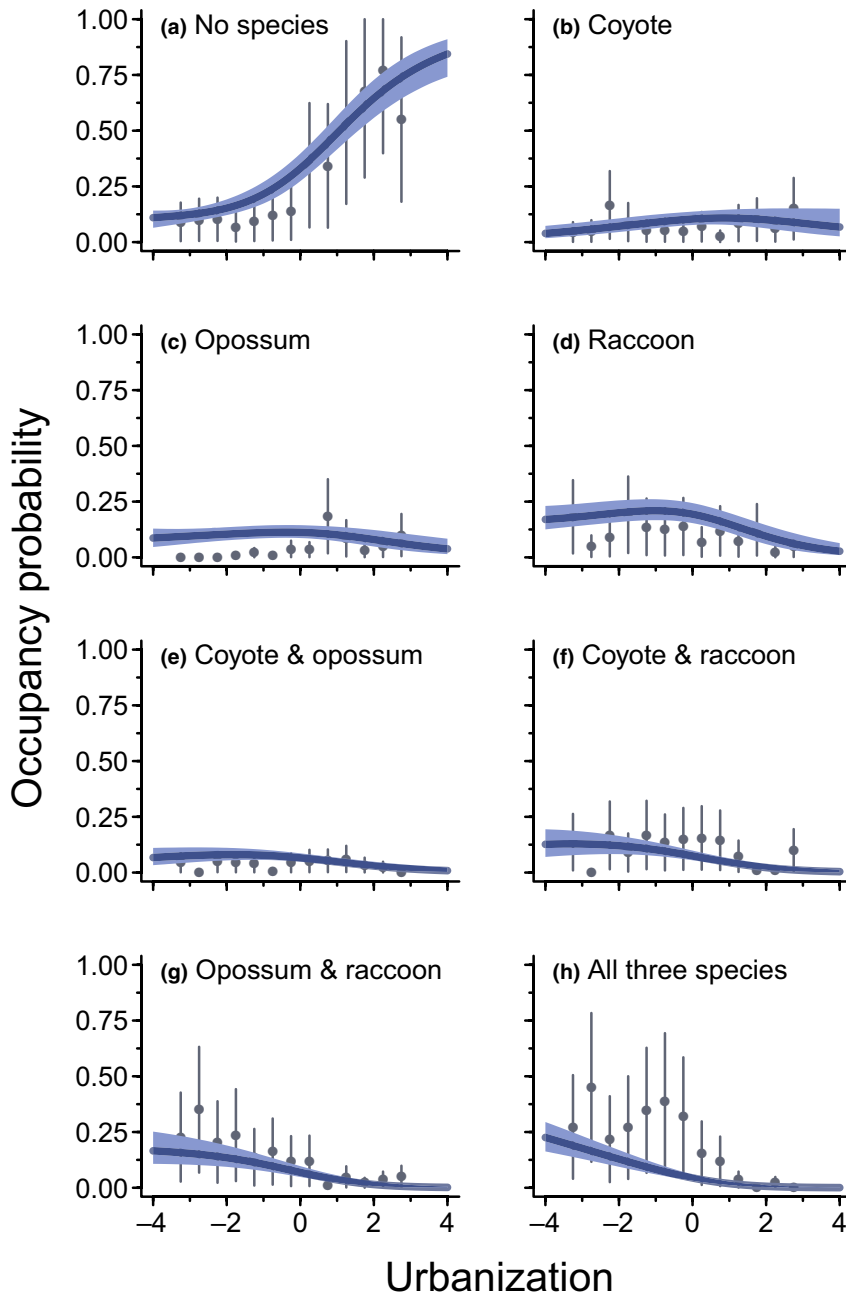 (a) No species
(b) Coyote
1.00
0.75
0.50
0.25
0.00
(c) Opossum
(d) Raccoon
1.00
0.75
0.50
0.25
0.00
(e) Coyote & opossum
(f) Coyote & raccoon
1.00
0.75
0.50
0.25
0.00
(g) Opossum & raccoon
(h) All three species
1.00
0.75
0.50
0.25
0.00
–4 –2 0 2 4
–4 –2 0 2 4
Occupancy probability
Urbanization